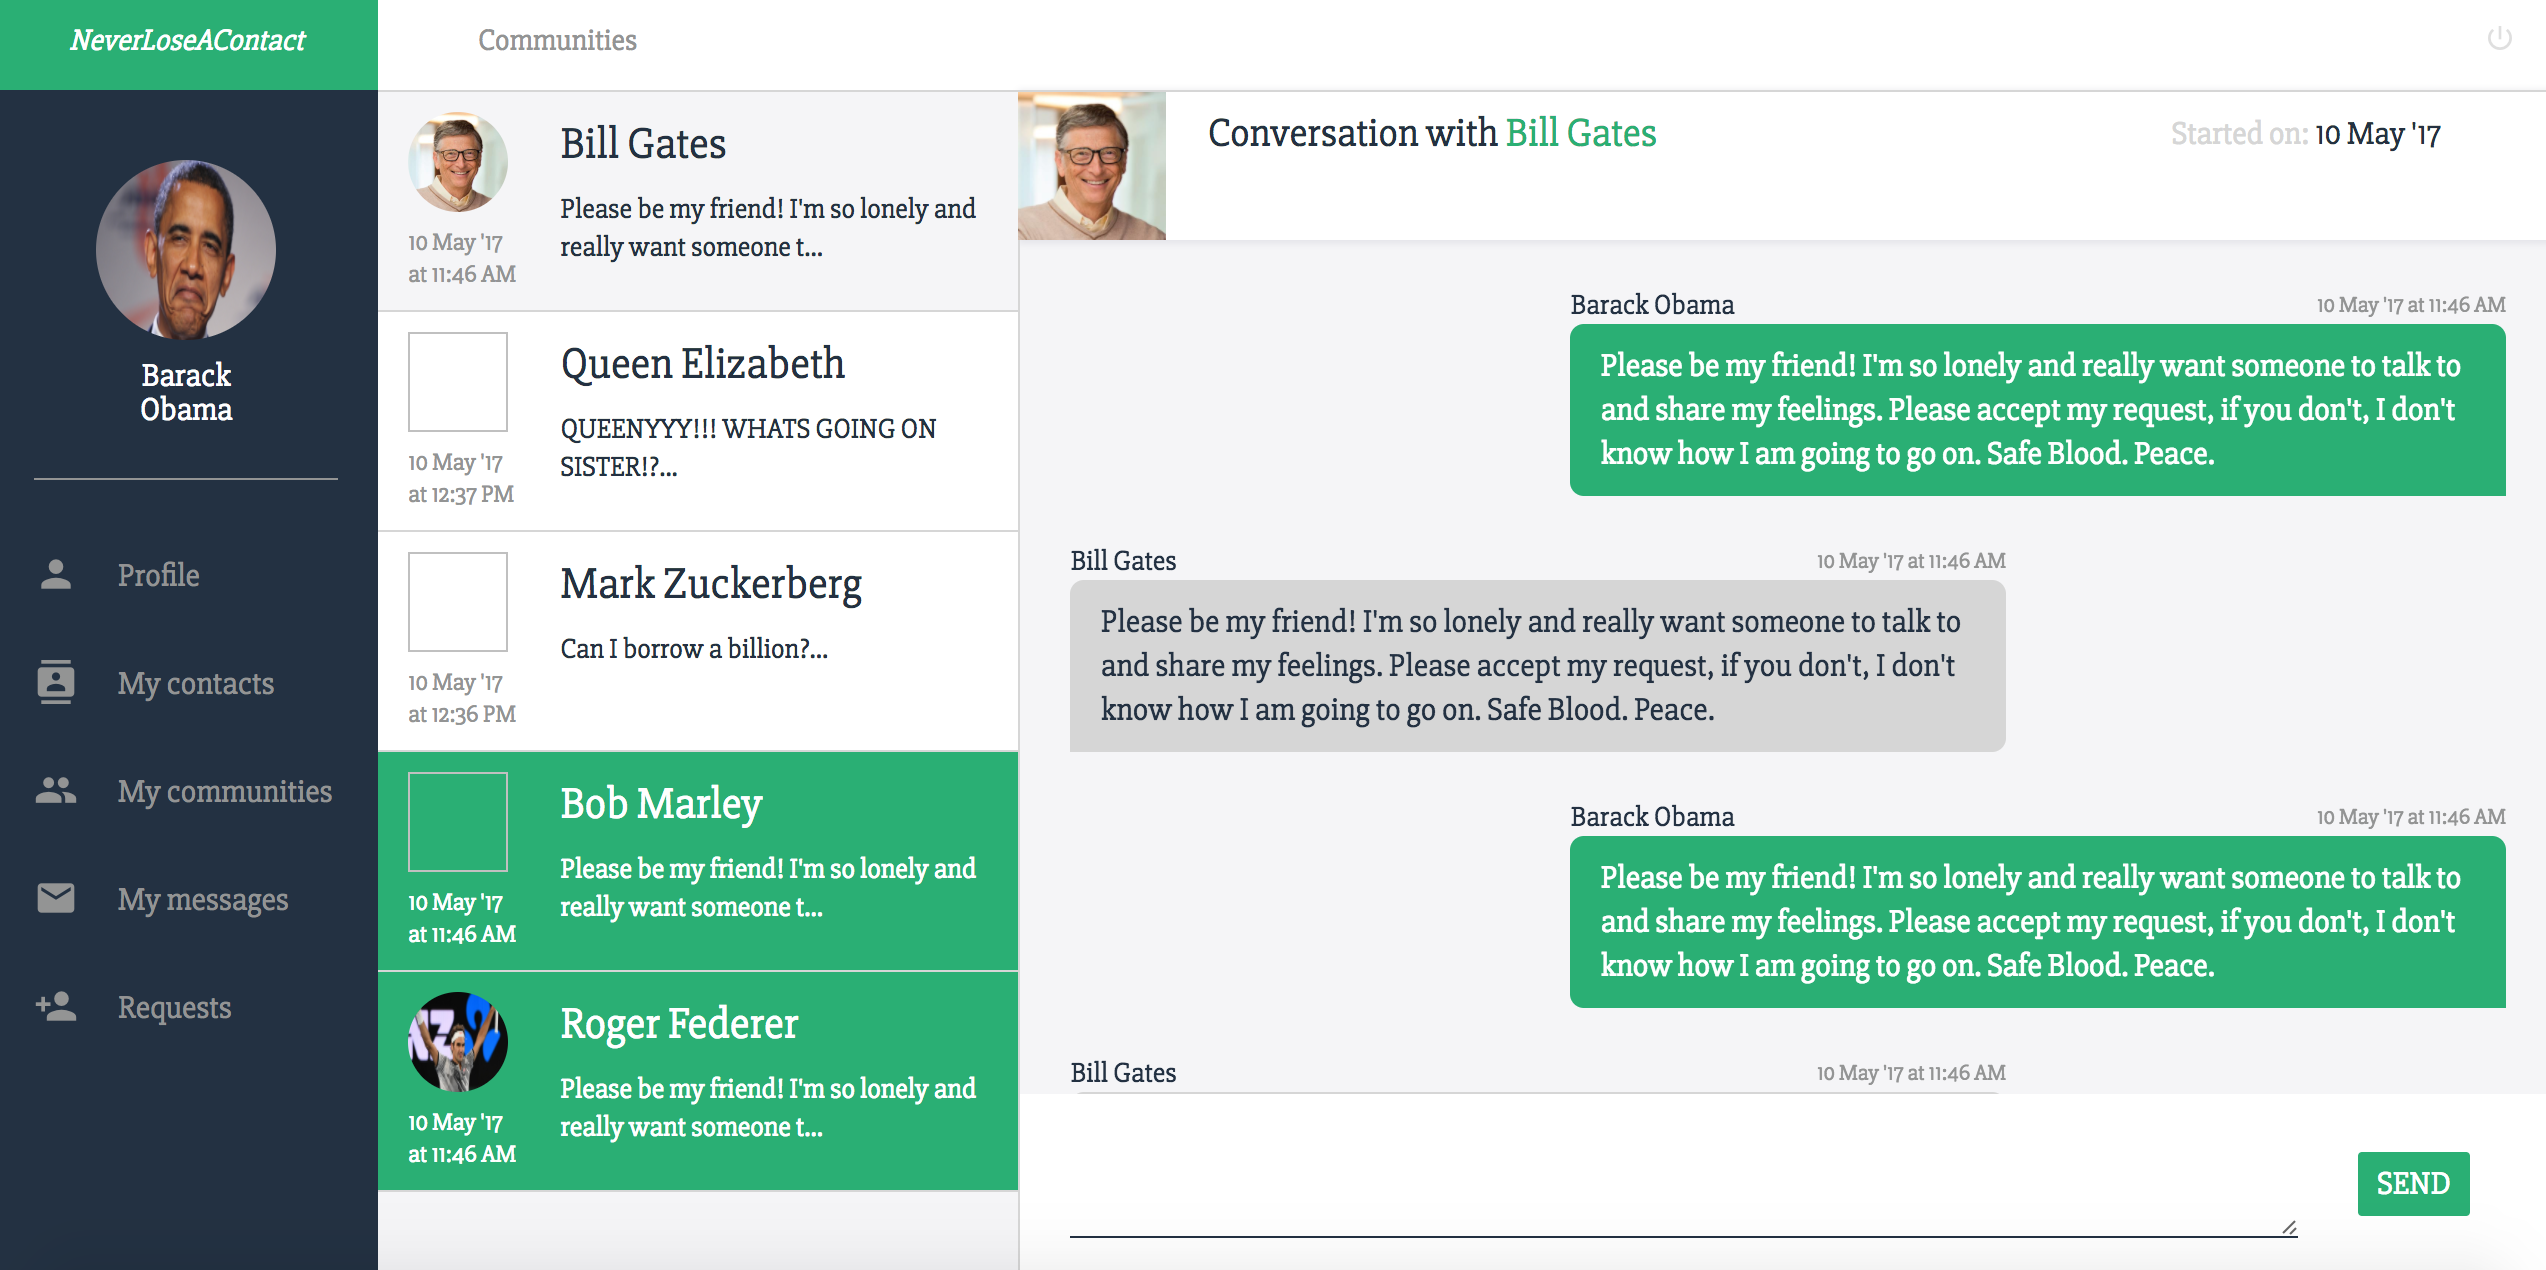 NeverLoseAContact
Communities
Barack
Obama
Profile
My contacts
My communities
My messages
Requests
Bill Gates
Please be my friend! I'm so lonely and
really want someone t...
10 May '17
at 11:46 AM
Queen Elizabeth
QUEENYYY!!! WHATS GOING ON
SISTER!?...
10 May '17
at 12:37 PM
Mark Zuckerberg
Can I borrow a billion?...
10 May '17
at 12:36 PM
Bob Marley
Please be my friend! I'm so lonely and
really want someone t...
10 May '17
at 11:46 AM
Roger Federer
Please be my friend! I'm so lonely and
really want someone t...
10 May '17
at 11:46 AM
Conversation with Bill Gates
Started on: 10 May '17
Barack Obama 10 May '17 at 11:46 AM
Please be my friend! I'm so lonely and really want someone to talk to
and share my feelings. Please accept my request, if you don't, I don't
know how I am going to go on. Safe Blood. Peace.
Bill Gates 10 May '17 at 11:46 AM
Please be my friend! I'm so lonely and really want someone to talk to
and share my feelings. Please accept my request, if you don't, I don't
know how I am going to go on. Safe Blood. Peace.
Barack Obama 10 May '17 at 11:46 AM
Please be my friend! I'm so lonely and really want someone to talk to
and share my feelings. Please accept my request, if you don't, I don't
know how I am going to go on. Safe Blood. Peace.
Bill Gates 10 May '17 at 11:46 AM
SEND